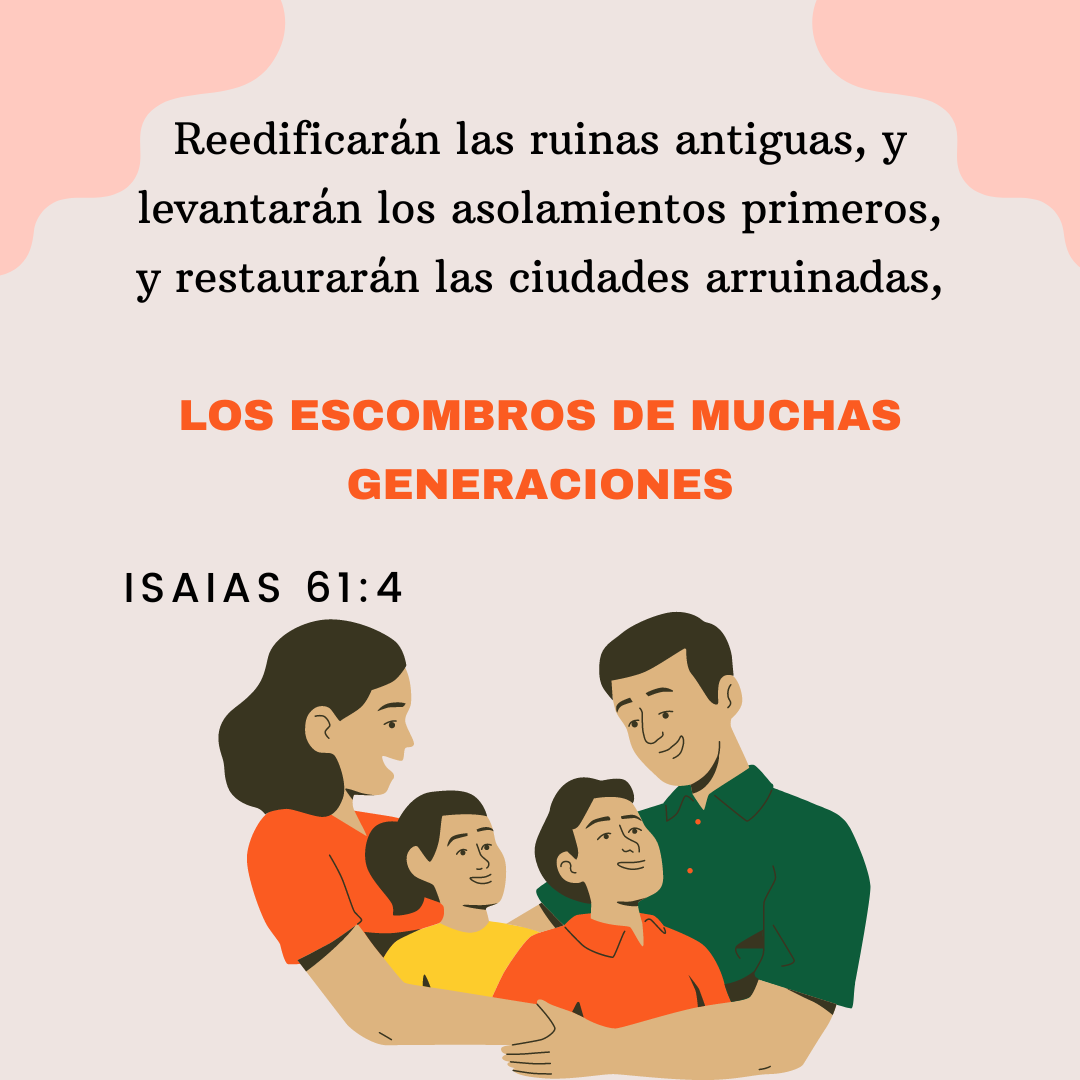 Reedificarán las ruinas antiguas, y
levantarán los asolamientos primeros,
y restaurarán las ciudades arruinadas,
LOS ESCOMBROS DE MUCHAS
GENERACIONES
ISAIAS 61:4